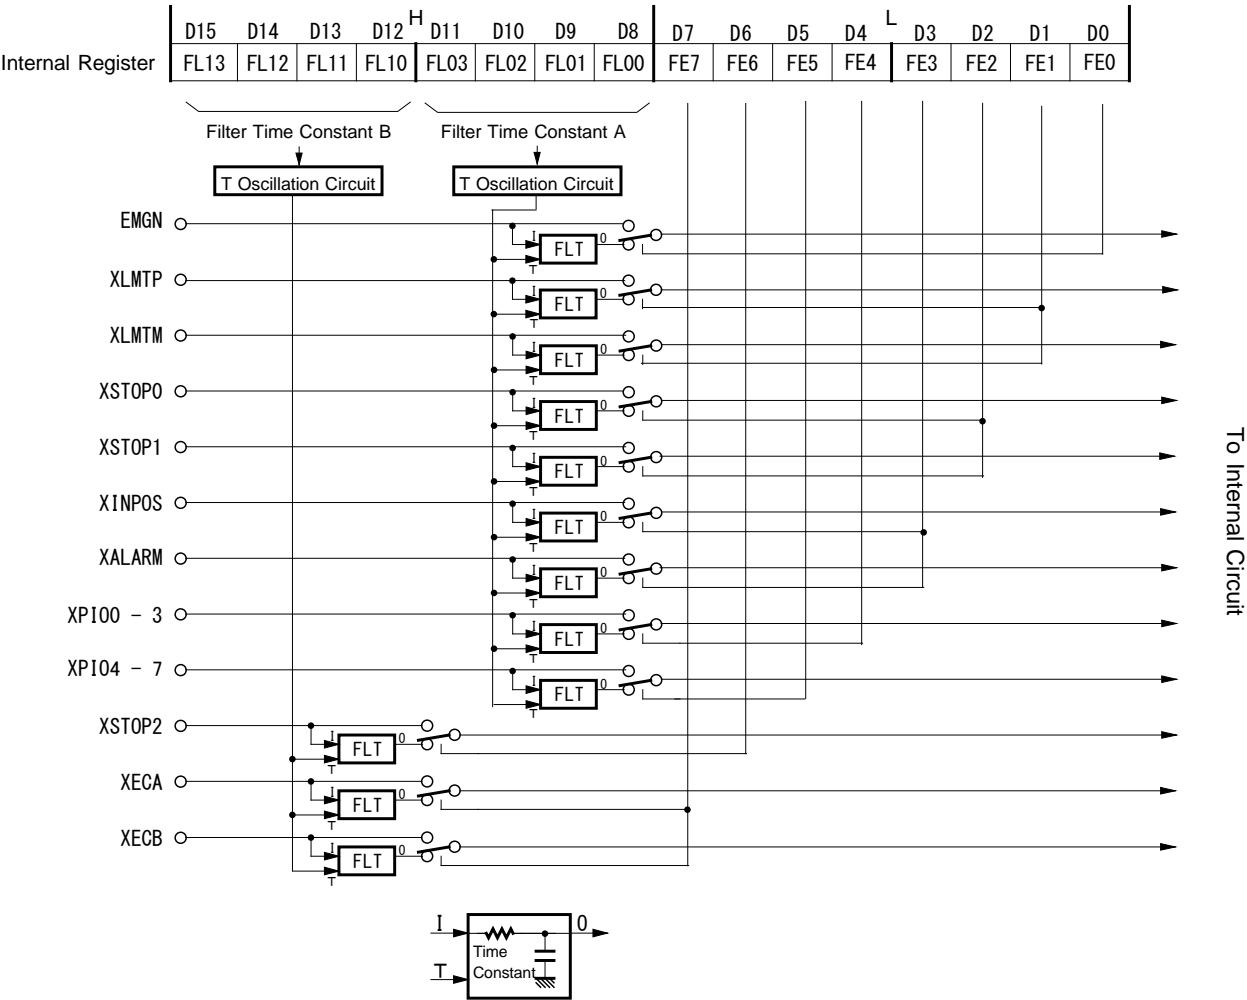 H L
D15 D14 D13 D12 D11 D10 D9 D8 D7 D6 D5 D4 D3 D2 D1 D0
Internal Register FL13 FL12 FL11 FL10 FL03 FL02 FL01 FL00 FE7 FE6 FE5 FE4 FE3 FE2 FE1 FE0
Filter Time Constant B Filter Time Constant A
T Oscillation Circuit T Oscillation Circuit
EMGN
I FLT O
T
XLMTP
I FLT O
T
XLMTM
I FLT O
T
XSTOP0
I FLT O
T
XSTOP1
I FLT O
T
XINPOS
I FLT O
T
XALARM
I FLT O
T
XPIO0 - 3
I FLT O
T
XPIO4 - 7
I FLT O
T
XSTOP2
I FLT O
T
XECA
I FLT O
T
XECB
I FLT O
T
To Internal Circuit
I O
Time
T Constant